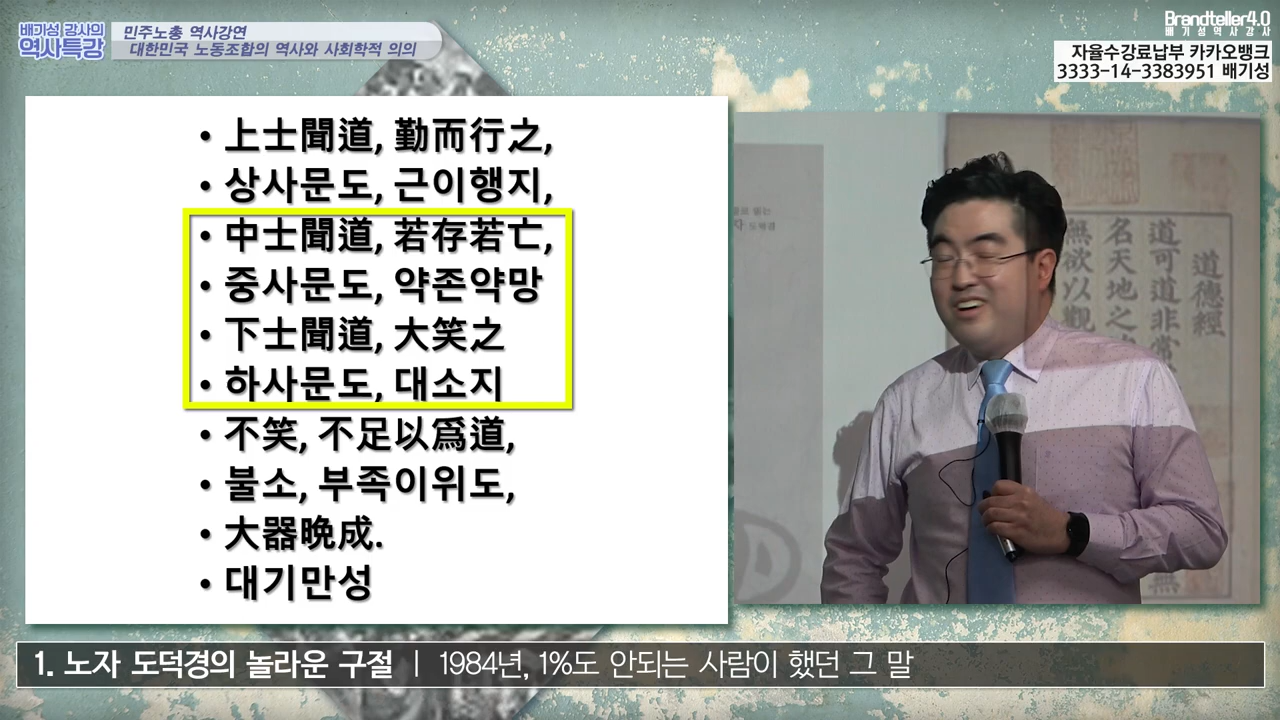 배기성 강사의
역사특강
민주노총 역사강연
대한민국 노동조합의 역사와 사회학적 의의
Brandteller4.0
배기성역사강사
자율수강료납부 카카오뱅크
3333-14-3383951 배기성
• 上士聞道, 勤而行之,
• 상사문도, 근이행지,
• 中士聞道, 若存若亡,
• 중사문도, 약존약망
• 下士聞道, 大笑之
• 하사문도, 대소지
• 不笑, 不足以爲道,
• 불소, 부족이위도,
• 大器晩成.
• 대기만성
道德經
道可道非常
名天地之
無欲以觀
無
도덕경
1. 노자 도덕경의 놀라운 구절 | 1984년, 1%도 안되는 사람이 했던 그 말